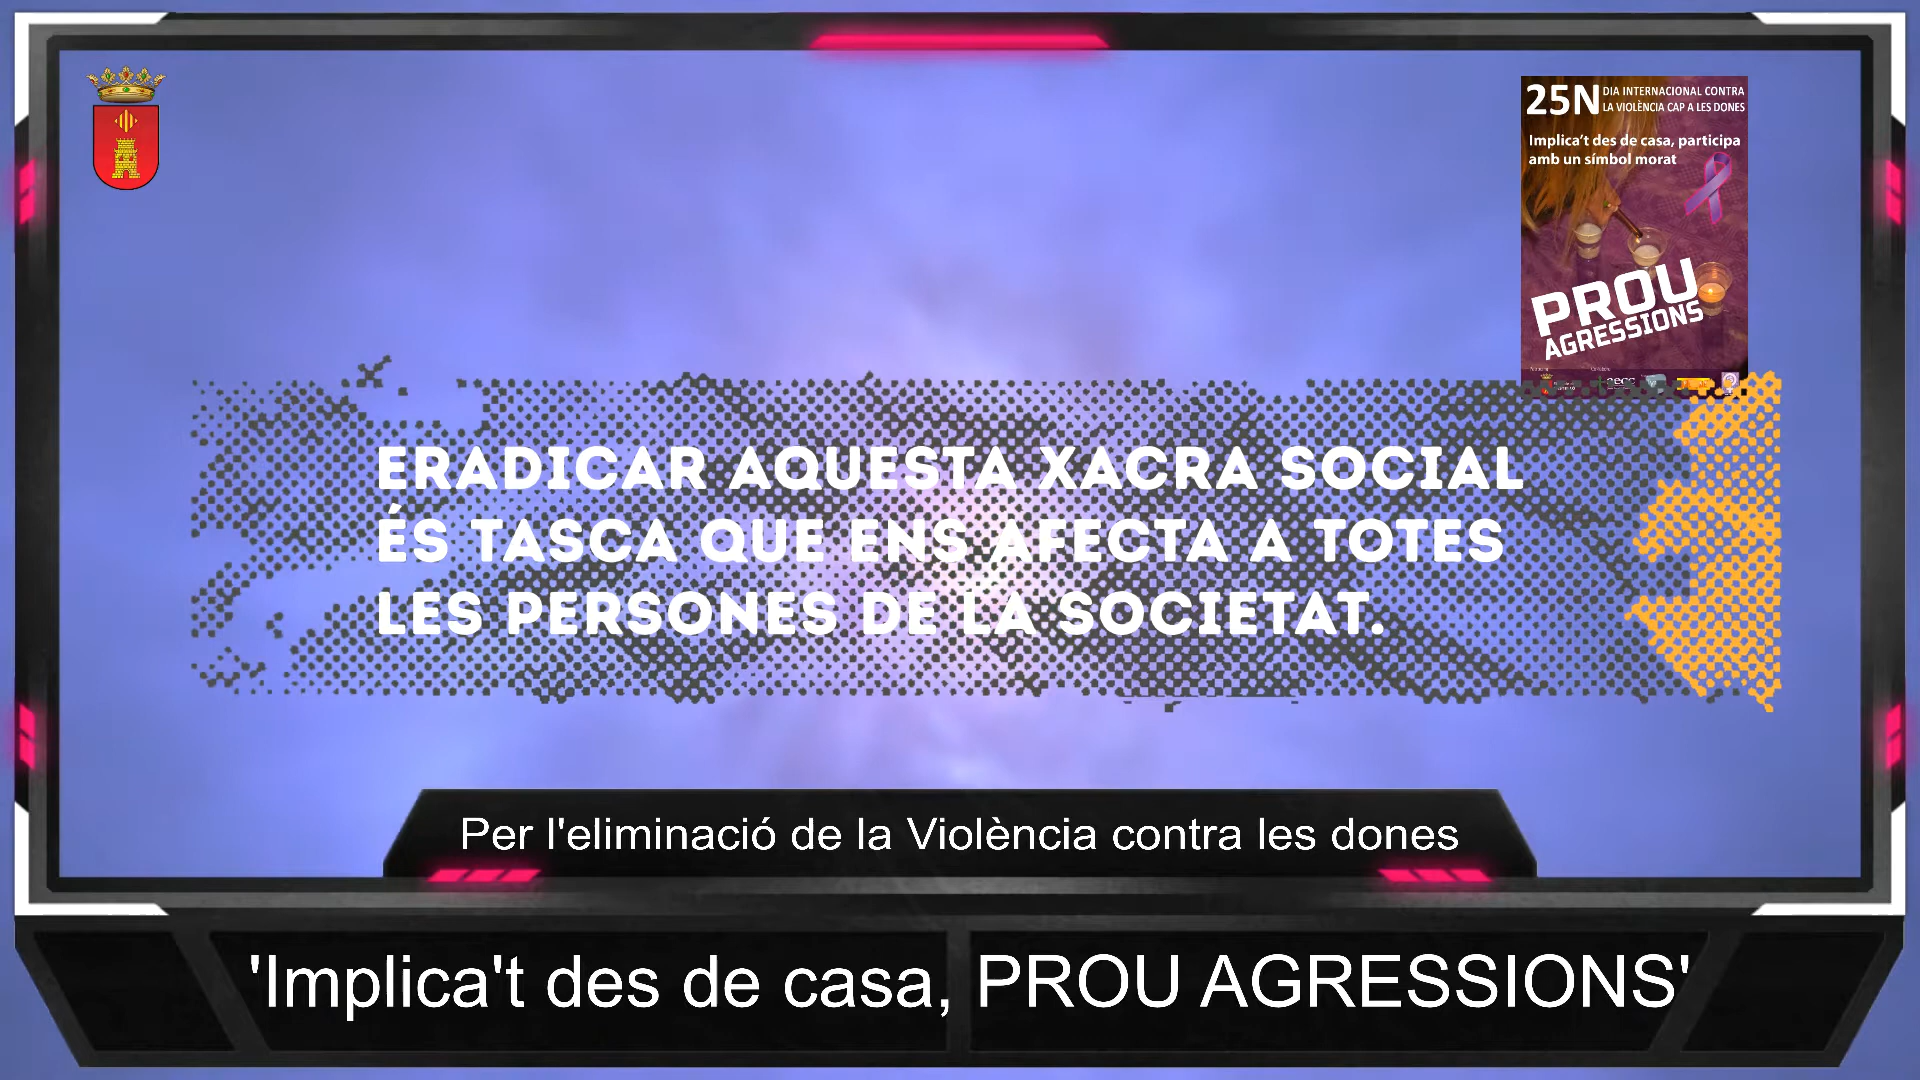 25N DIA INTERNACIONAL CONTRA
LA VIOLÈNCIA CAP A LES DONES
Implica't des de casa, participa
amb un símbol morat
PROU
AGRESSIONS
ERADICAR AQUESTA XACRA SOCIAL
ÉS TASCA QUE ENS AFECTA A TOTES
LES PERSONES DE LA SOCIETAT.
Per l'eliminació de la Violència contra les dones
'Implica't des de casa, PROU AGRESSIONS'